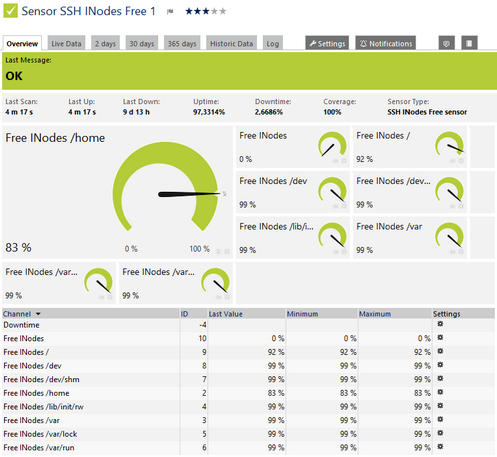 Sensor SSH INodes Free 1
Overview Live Data 2 days 30 days 365 days Historic Data Log Settings Notifications
Last Message:
OK
Last Scan: Last Up: Last Down: Uptime: Downtime: Coverage: Sensor Type:
4 m 17 s 4 m 17 s 9 d 13 h 97,3314% 2,6686% 100% SSH INodes Free sensor
Free INodes /home
0 %
100 %
83 %
Free INodes
0 %
Free INodes /
92 %
Free INodes /dev
99 %
Free INodes /dev...
99 %
Free INodes /lib/i...
99 %
Free INodes /var
99 %
Free INodes /var...
99 %
Free INodes /var...
99 %
Channel ID Last Value Minimum Maximum Settings
Downtime -4
Free INodes 10 0 % 0 % 0 %
Free INodes / 9 92 % 92 % 92 %
Free INodes /dev 8 99 % 99 % 99 %
Free INodes /dev/shm 7 99 % 99 % 99 %
Free INodes /home 2 83 % 83 % 83 %
Free INodes /lib/init/rw 4 99 % 99 % 99 %
Free INodes /var 3 99 % 99 % 99 %
Free INodes /var/lock 5 99 % 99 % 99 %
Free INodes /var/run 6 99 % 99 % 99 %